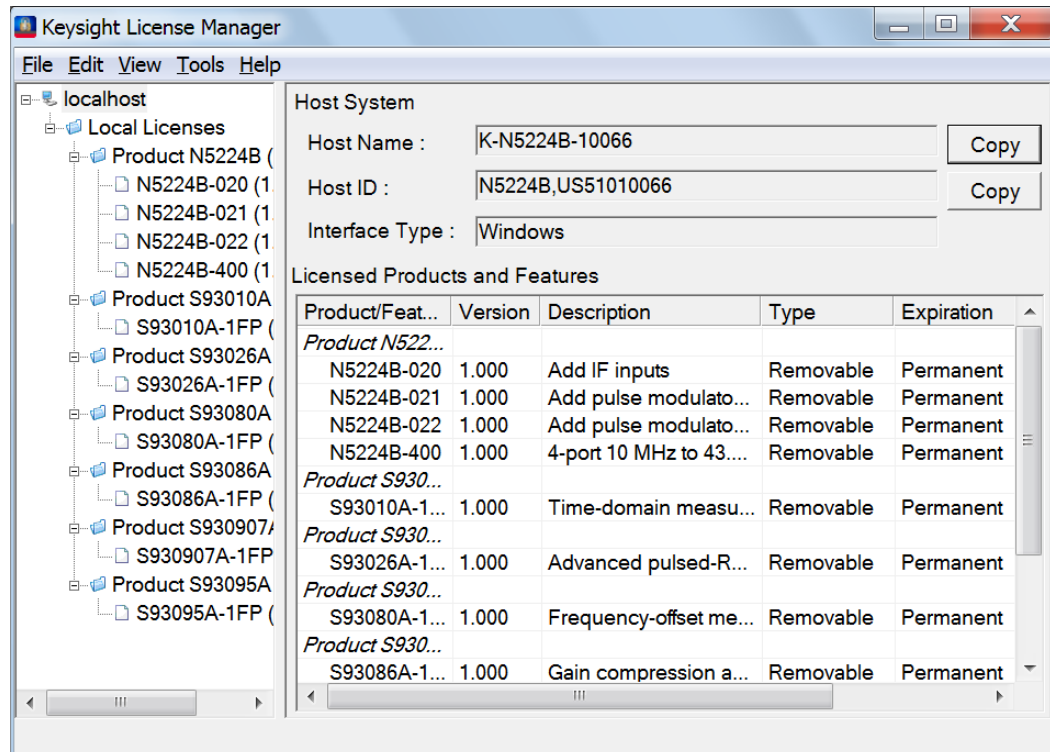 Keysight License Manager
File Edit View Tools Help
localhost
Local Licenses
Product N5224B (
N5224B-020 (1.
N5224B-021 (1.
N5224B-022 (1.
N5224B-400 (1.
Product S93010A
S93010A-1FP (
Product S93026A
S93026A-1FP (
Product S93080A
S93080A-1FP (
Product S93086A
S93086A-1FP (
Product S930907A
S930907A-1FP
Product S93095A
S93095A-1FP (
Host System
Host Name : K-N5224B-10066 Copy
Host ID : N5224B,US51010066 Copy
Interface Type : Windows
Licensed Products and Features
Product/Feat... Version Description Type Expiration
Product N522...
N5224B-020 1.000 Add IF inputs Removable Permanent
N5224B-021 1.000 Add pulse modulato... Removable Permanent
N5224B-022 1.000 Add pulse modulato... Removable Permanent
N5224B-400 1.000 4-port 10 MHz to 43.... Removable Permanent
Product S930...
S93010A-1... 1.000 Time-domain measu... Removable Permanent
Product S930...
S93026A-1... 1.000 Advanced pulsed-R... Removable Permanent
Product S930...
S93080A-1... 1.000 Frequency-offset me... Removable Permanent
Product S930...
S93086A-1... 1.000 Gain compression a... Removable Permanent